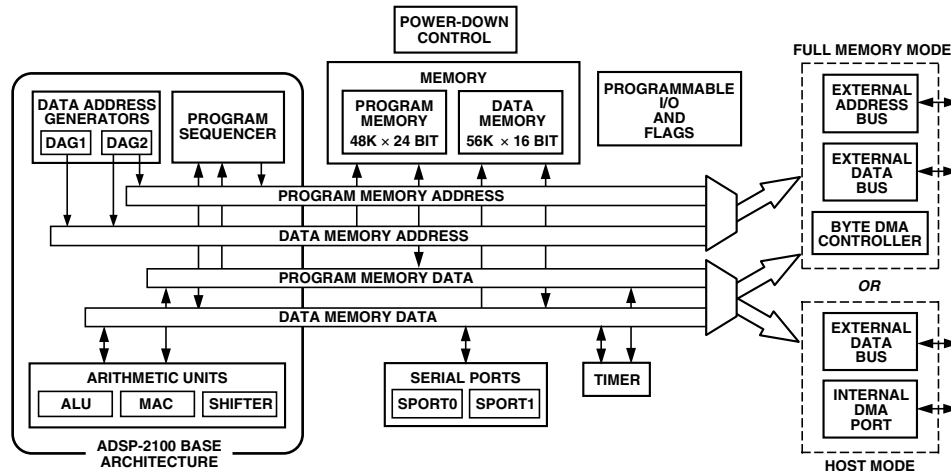 POWER-DOWN
CONTROL
FULL MEMORY MODE
MEMORY
PROGRAM
MEMORY
48K × 24 BIT
DATA
MEMORY
56K × 16 BIT
PROGRAMMABLE
I/O
AND
FLAGS
EXTERNAL
ADDRESS
BUS
EXTERNAL
DATA
BUS
BYTE DMA
CONTROLLER
OR
EXTERNAL
DATA
BUS
INTERNAL
DMA
PORT
HOST MODE
DATA ADDRESS
GENERATORS
DAG1
DAG2
PROGRAM
SEQUENCER
PROGRAM MEMORY ADDRESS
DATA MEMORY ADDRESS
PROGRAM MEMORY DATA
DATA MEMORY DATA
ARITHMETIC UNITS
ALU
MAC
SHIFTER
SERIAL PORTS
SPORT0
SPORT1
TIMER
ADSP-2100 BASE
ARCHITECTURE